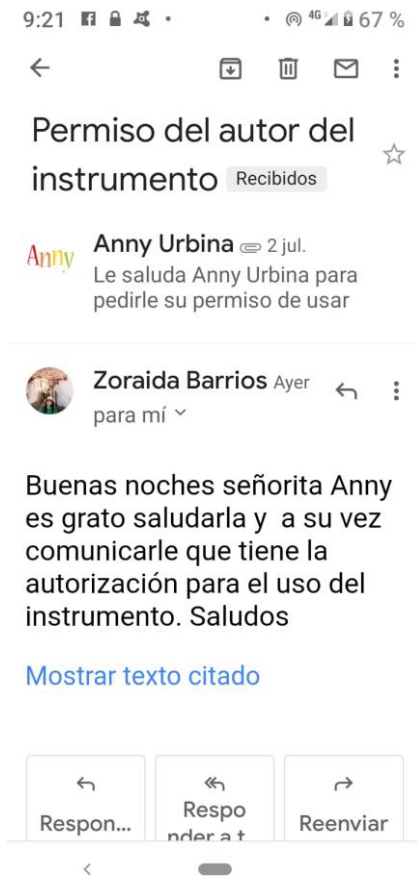 9:21 4G 67 %
Permiso del autor del
instrumento Recibidos
Anny Anny Urbina 2 jul.
Le saluda Anny Urbina para
pedirle su permiso de usar
Zoraida Barrios Ayer
para mí
Buenas noches señorita Anny
es grato saludarla y a su vez
comunicarle que tiene la
autorización para el uso del
instrumento. Saludos
Mostrar texto citado
Respon... Respo Reenviar
nder a t